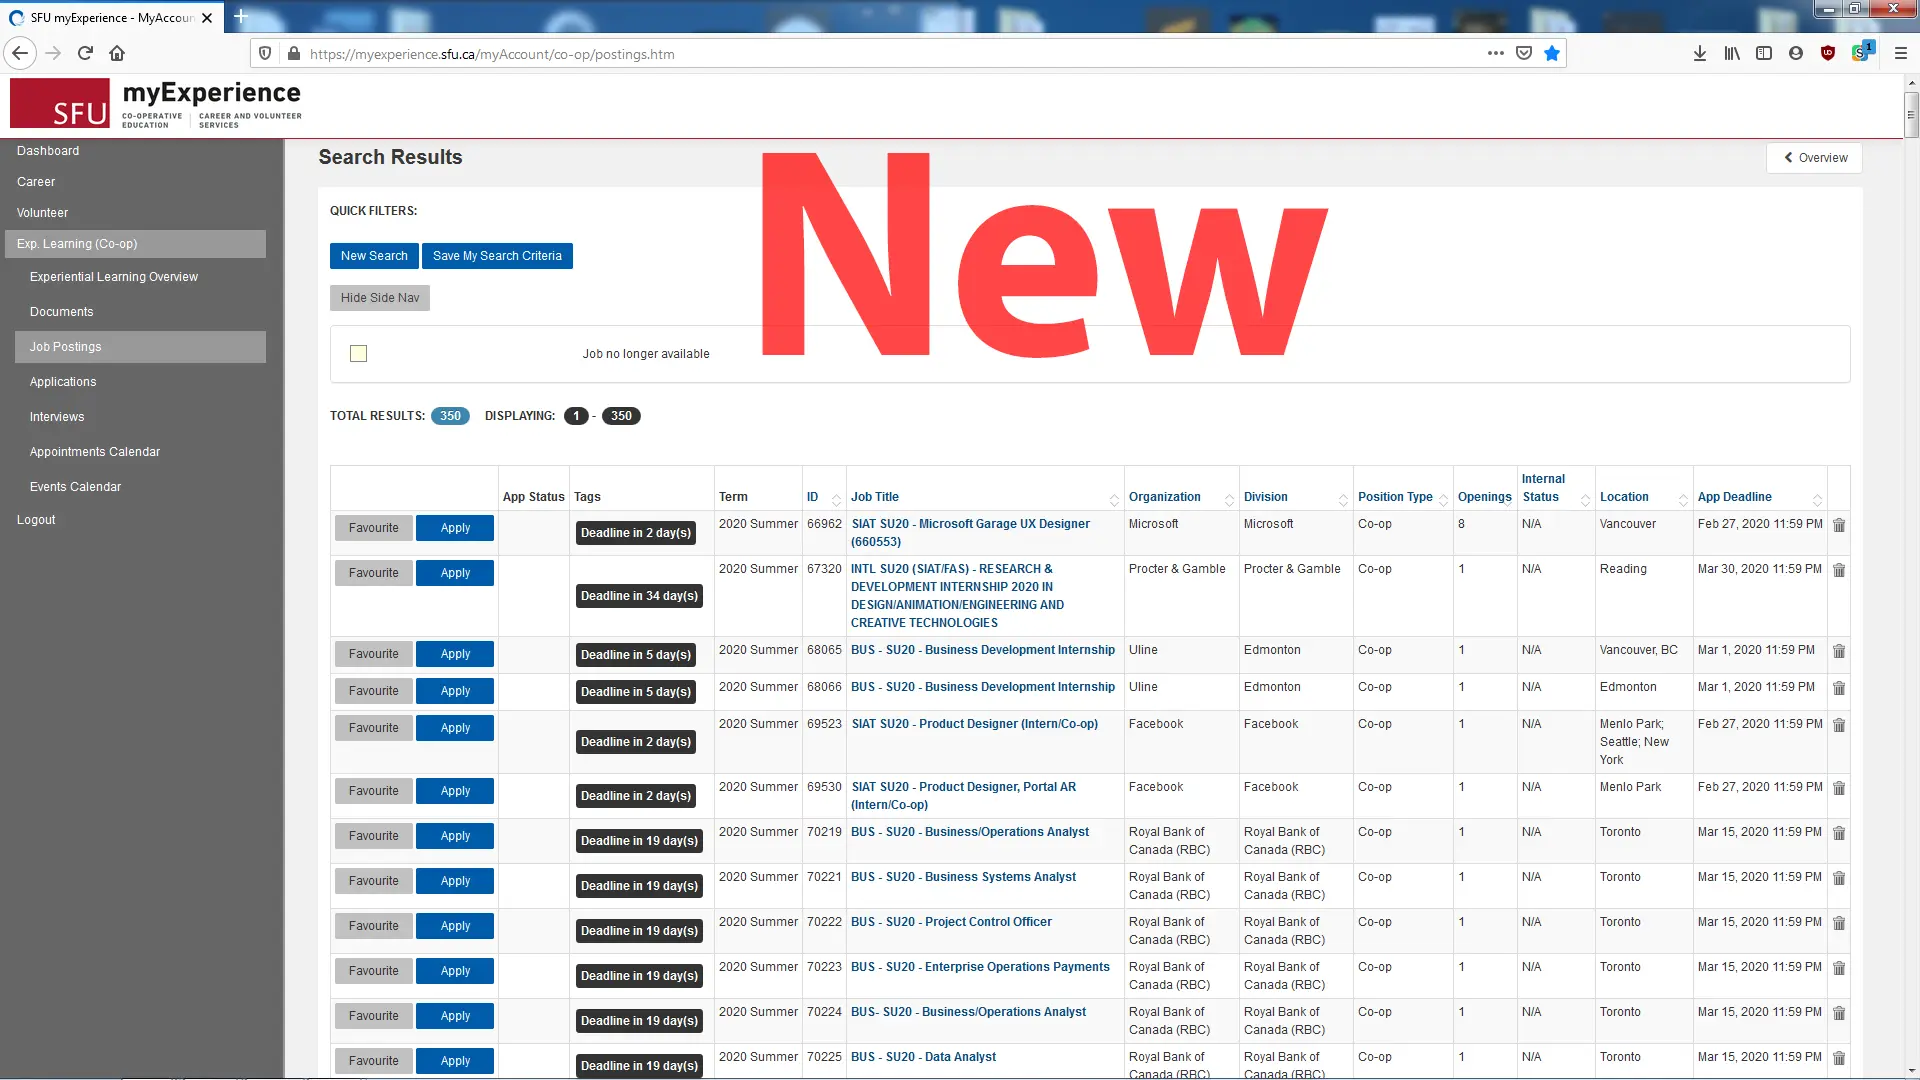 SFU myExperience - MyAccoun
https://myexperience.sfu.ca/myAccount/co-op/postings.htm
1
SFU
myExperience
CO-OPERATIVE EDUCATION
CAREER AND VOLUNTEER SERVICES
Dashboard
Career
Volunteer
Exp. Learning (Co-op)
Experiential Learning Overview
Documents
Job Postings
Applications
Interviews
Appointments Calendar
Events Calendar
Logout
Search Results
Overview
New
QUICK FILTERS:
New Search
Save My Search Criteria
Hide Side Nav
Job no longer available
TOTAL RESULTS: 350 DISPLAYING: 1 - 350
App Status Tags Term ID Job Title Organization Division Position Type Openings Internal Status Location App Deadline
Favourite Apply Deadline in 2 day(s) 2020 Summer 66962 SIAT SU20 - Microsoft Garage UX Designer (660553) Microsoft Microsoft Co-op 8 N/A Vancouver Feb 27, 2020 11:59 PM
Favourite Apply Deadline in 34 day(s) 2020 Summer 67320 INTL SU20 (SIAT/FAS) - RESEARCH & DEVELOPMENT INTERNSHIP 2020 IN DESIGN/ANIMATION/ENGINEERING AND CREATIVE TECHNOLOGIES Procter & Gamble Procter & Gamble Co-op 1 N/A Reading Mar 30, 2020 11:59 PM
Favourite Apply Deadline in 5 day(s) 2020 Summer 68065 BUS - SU20 - Business Development Internship Uline Edmonton Co-op 1 N/A Vancouver, BC Mar 1, 2020 11:59 PM
Favourite Apply Deadline in 5 day(s) 2020 Summer 68066 BUS - SU20 - Business Development Internship Uline Edmonton Co-op 1 N/A Edmonton Mar 1, 2020 11:59 PM
Favourite Apply Deadline in 2 day(s) 2020 Summer 69523 SIAT SU20 - Product Designer (Intern/Co-op) Facebook Facebook Co-op 1 N/A Menlo Park; Seattle; New York Feb 27, 2020 11:59 PM
Favourite Apply Deadline in 2 day(s) 2020 Summer 69530 SIAT SU20 - Product Designer, Portal AR (Intern/Co-op) Facebook Facebook Co-op 1 N/A Menlo Park Feb 27, 2020 11:59 PM
Favourite Apply Deadline in 19 day(s) 2020 Summer 70219 BUS - SU20 - Business/Operations Analyst Royal Bank of Canada (RBC) Royal Bank of Canada (RBC) Co-op 1 N/A Toronto Mar 15, 2020 11:59 PM
Favourite Apply Deadline in 19 day(s) 2020 Summer 70221 BUS - SU20 - Business Systems Analyst Royal Bank of Canada (RBC) Royal Bank of Canada (RBC) Co-op 1 N/A Toronto Mar 15, 2020 11:59 PM
Favourite Apply Deadline in 19 day(s) 2020 Summer 70222 BUS - SU20 - Project Control Officer Royal Bank of Canada (RBC) Royal Bank of Canada (RBC) Co-op 1 N/A Toronto Mar 15, 2020 11:59 PM
Favourite Apply Deadline in 19 day(s) 2020 Summer 70223 BUS - SU20 - Enterprise Operations Payments Royal Bank of Canada (RBC) Royal Bank of Canada (RBC) Co-op 1 N/A Toronto Mar 15, 2020 11:59 PM
Favourite Apply Deadline in 19 day(s) 2020 Summer 70224 BUS- SU20 - Business/Operations Analyst Royal Bank of Canada (RBC) Royal Bank of Canada (RBC) Co-op 1 N/A Toronto Mar 15, 2020 11:59 PM
Favourite Apply Deadline in 19 day(s) 2020 Summer 70225 BUS - SU20 - Data Analyst Royal Bank of Canada (RBC) Royal Bank of Canada (RBC) Co-op 1 N/A Toronto Mar 15, 2020 11:59 PM